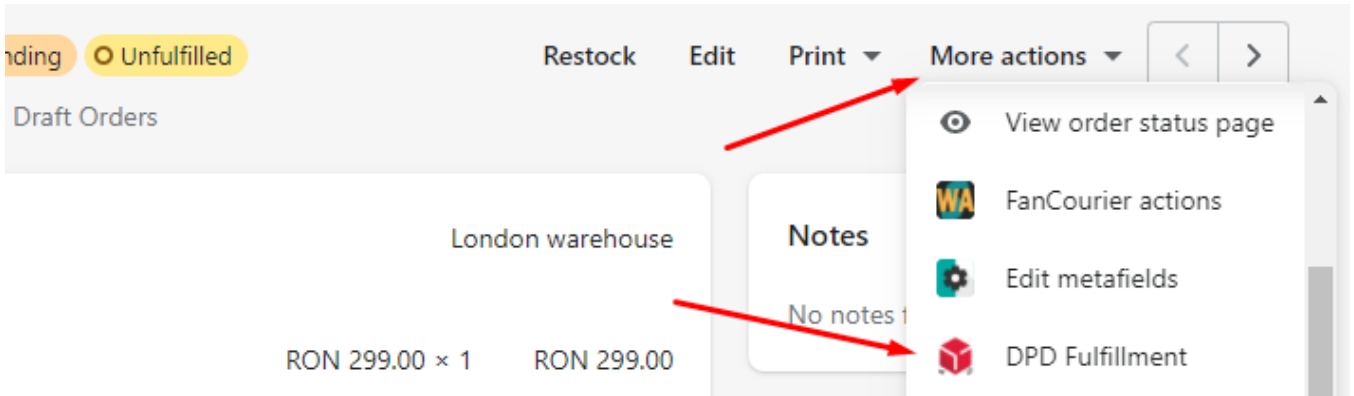 nding Unfulfilled Restock Edit Print More actions
Draft Orders
View order status page
WA FanCourier actions
London warehouse
Notes
Edit metafields
No notes
RON 299.00 × 1 RON 299.00
DPD Fulfillment